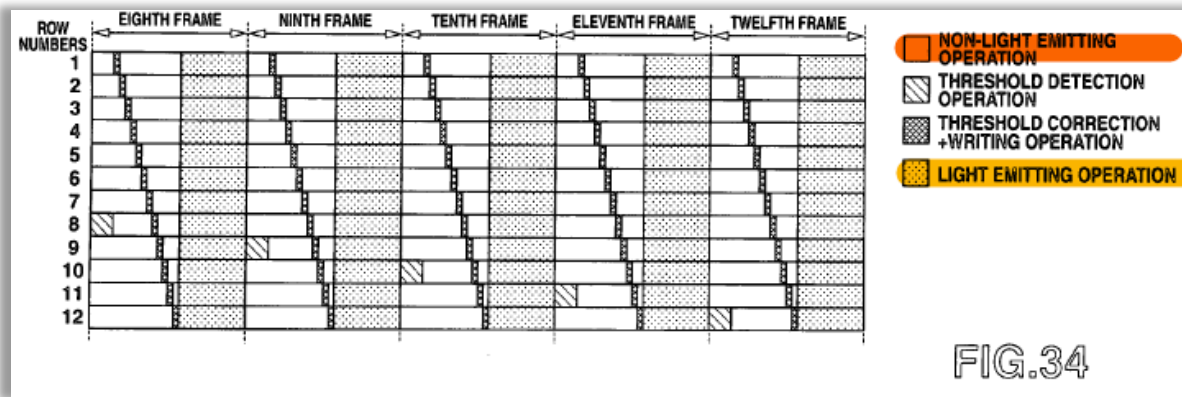 EIGHTH FRAME NINTH FRAME TENTH FRAME ELEVENTH FRAME TWELFTH FRAME
ROW
NUMBERS
1
2
3
4
5
6
7
8
9
10
11
12
NON-LIGHT EMITTING
OPERATION
THRESHOLD DETECTION
OPERATION
THRESHOLD CORRECTION
+WRITING OPERATION
LIGHT EMITTING OPERATION
FIG.34